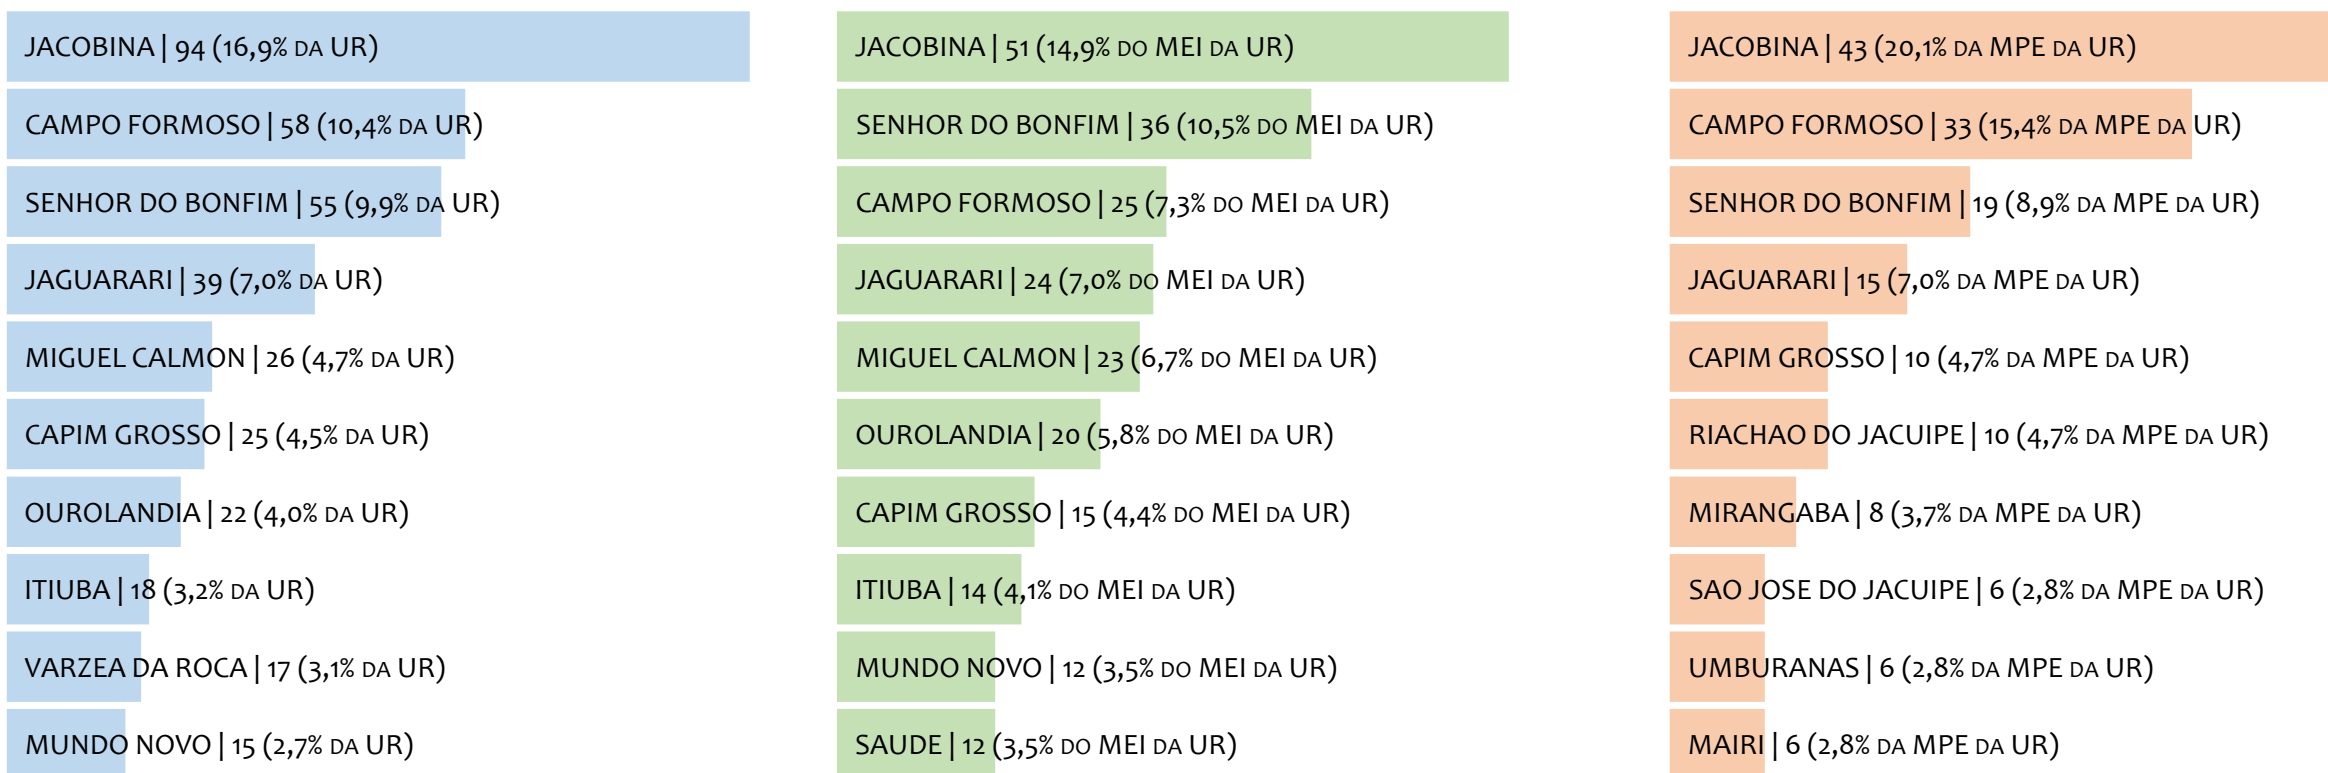 JACOBINA | 94 (16,9% DA UR)
CAMPO FORMOSO | 58 (10,4% DA UR)
SENHOR DO BONFIM | 55 (9,9% DA UR)
JAGUARARI | 39 (7,0% DA UR)
MIGUEL CALMON | 26 (4,7% DA UR)
CAPIM GROSSO | 25 (4,5% DA UR)
OUROLANDIA | 22 (4,0% DA UR)
ITIUBA | 18 (3,2% DA UR)
VARZEA DA ROCA | 17 (3,1% DA UR)
MUNDO NOVO | 15 (2,7% DA UR)
JACOBINA | 51 (14,9% DO MEI DA UR)
SENHOR DO BONFIM | 36 (10,5% DO MEI DA UR)
CAMPO FORMOSO | 25 (7,3% DO MEI DA UR)
JAGUARARI | 24 (7,0% DO MEI DA UR)
MIGUEL CALMON | 23 (6,7% DO MEI DA UR)
OUROLANDIA | 20 (5,8% DO MEI DA UR)
CAPIM GROSSO | 15 (4,4% DO MEI DA UR)
ITIUBA | 14 (4,1% DO MEI DA UR)
MUNDO NOVO | 12 (3,5% DO MEI DA UR)
SAUDE | 12 (3,5% DO MEI DA UR)
JACOBINA | 43 (20,1% DA MPE DA UR)
CAMPO FORMOSO | 33 (15,4% DA MPE DA UR)
SENHOR DO BONFIM | 19 (8,9% DA MPE DA UR)
JAGUARARI | 15 (7,0% DA MPE DA UR)
CAPIM GROSSO | 10 (4,7% DA MPE DA UR)
RIACHAO DO JACUIPE | 10 (4,7% DA MPE DA UR)
MIRANGABA | 8 (3,7% DA MPE DA UR)
SAO JOSE DO JACUIPE | 6 (2,8% DA MPE DA UR)
UMBURANAS | 6 (2,8% DA MPE DA UR)
MAIRI | 6 (2,8% DA MPE DA UR)